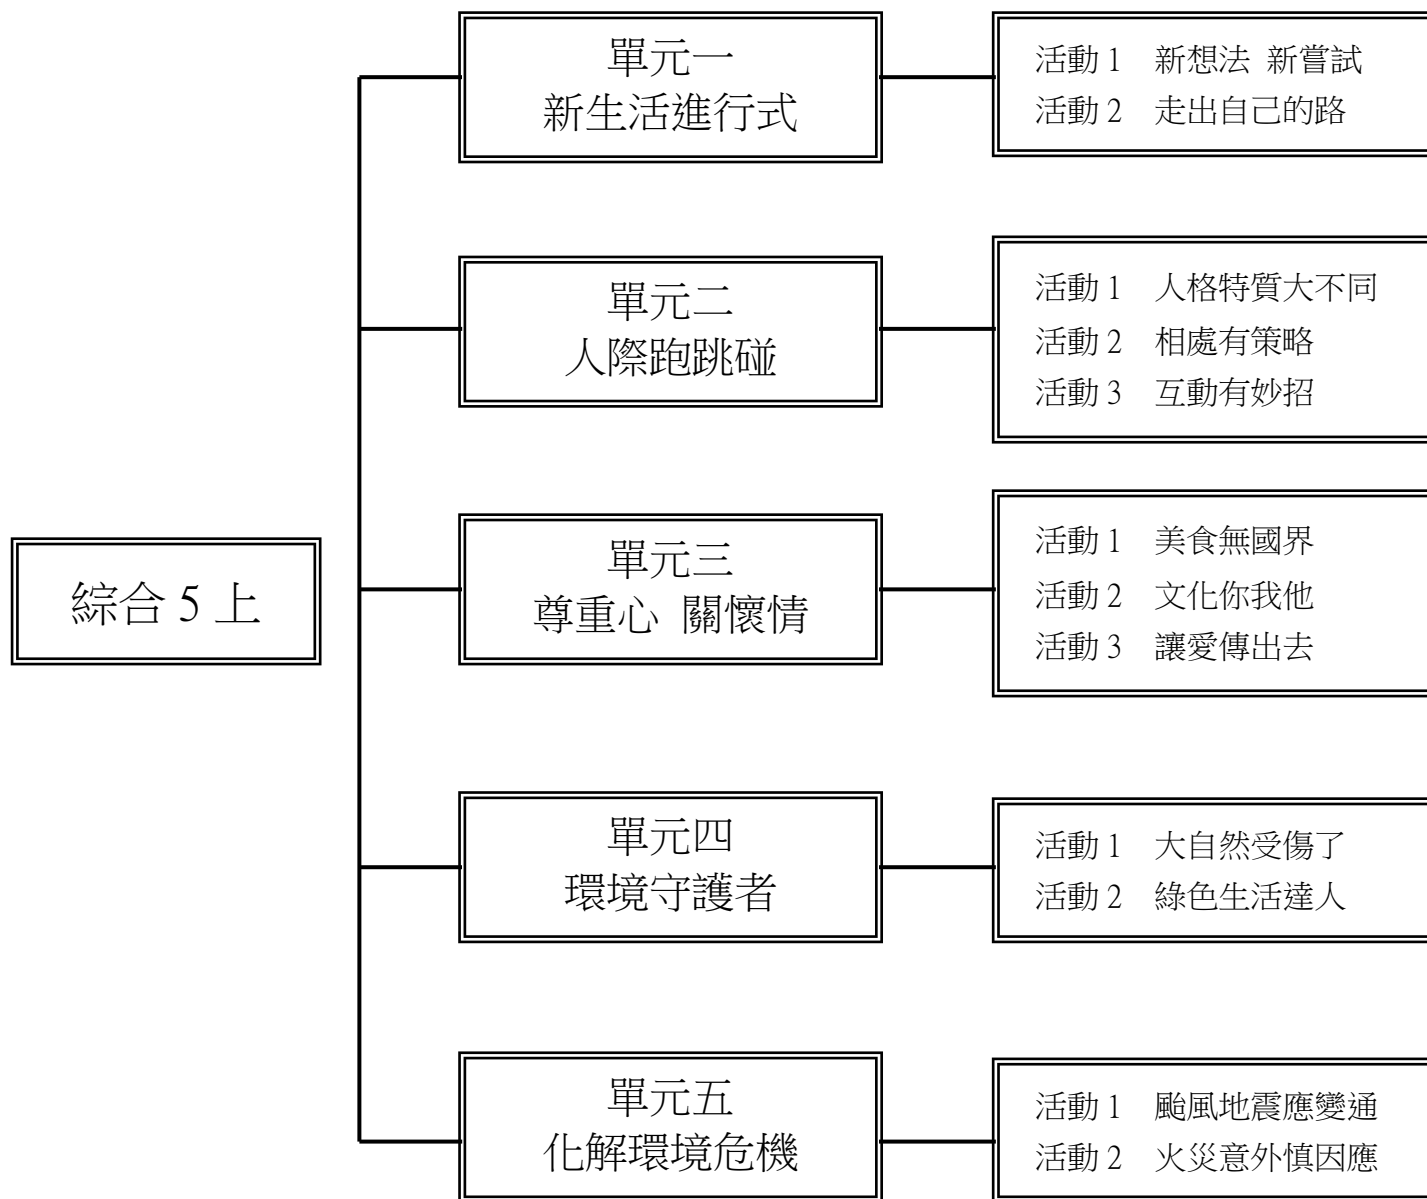 綜合 5 上
單元一
新生活進行式
活動 1 新想法 新嘗試
活動 2 走出自己的路
單元二
人際跑跳碰
活動 1 人格特質大不同
活動 2 相處有策略
活動 3 互動有妙招
單元三
尊重心 關懷情
活動 1 美食無國界
活動 2 文化你我他
活動 3 讓愛傳出去
單元四
環境守護者
活動 1 大自然受傷了
活動 2 綠色生活達人
單元五
化解環境危機
活動 1 颱風地震應變通
活動 2 火災意外慎因應